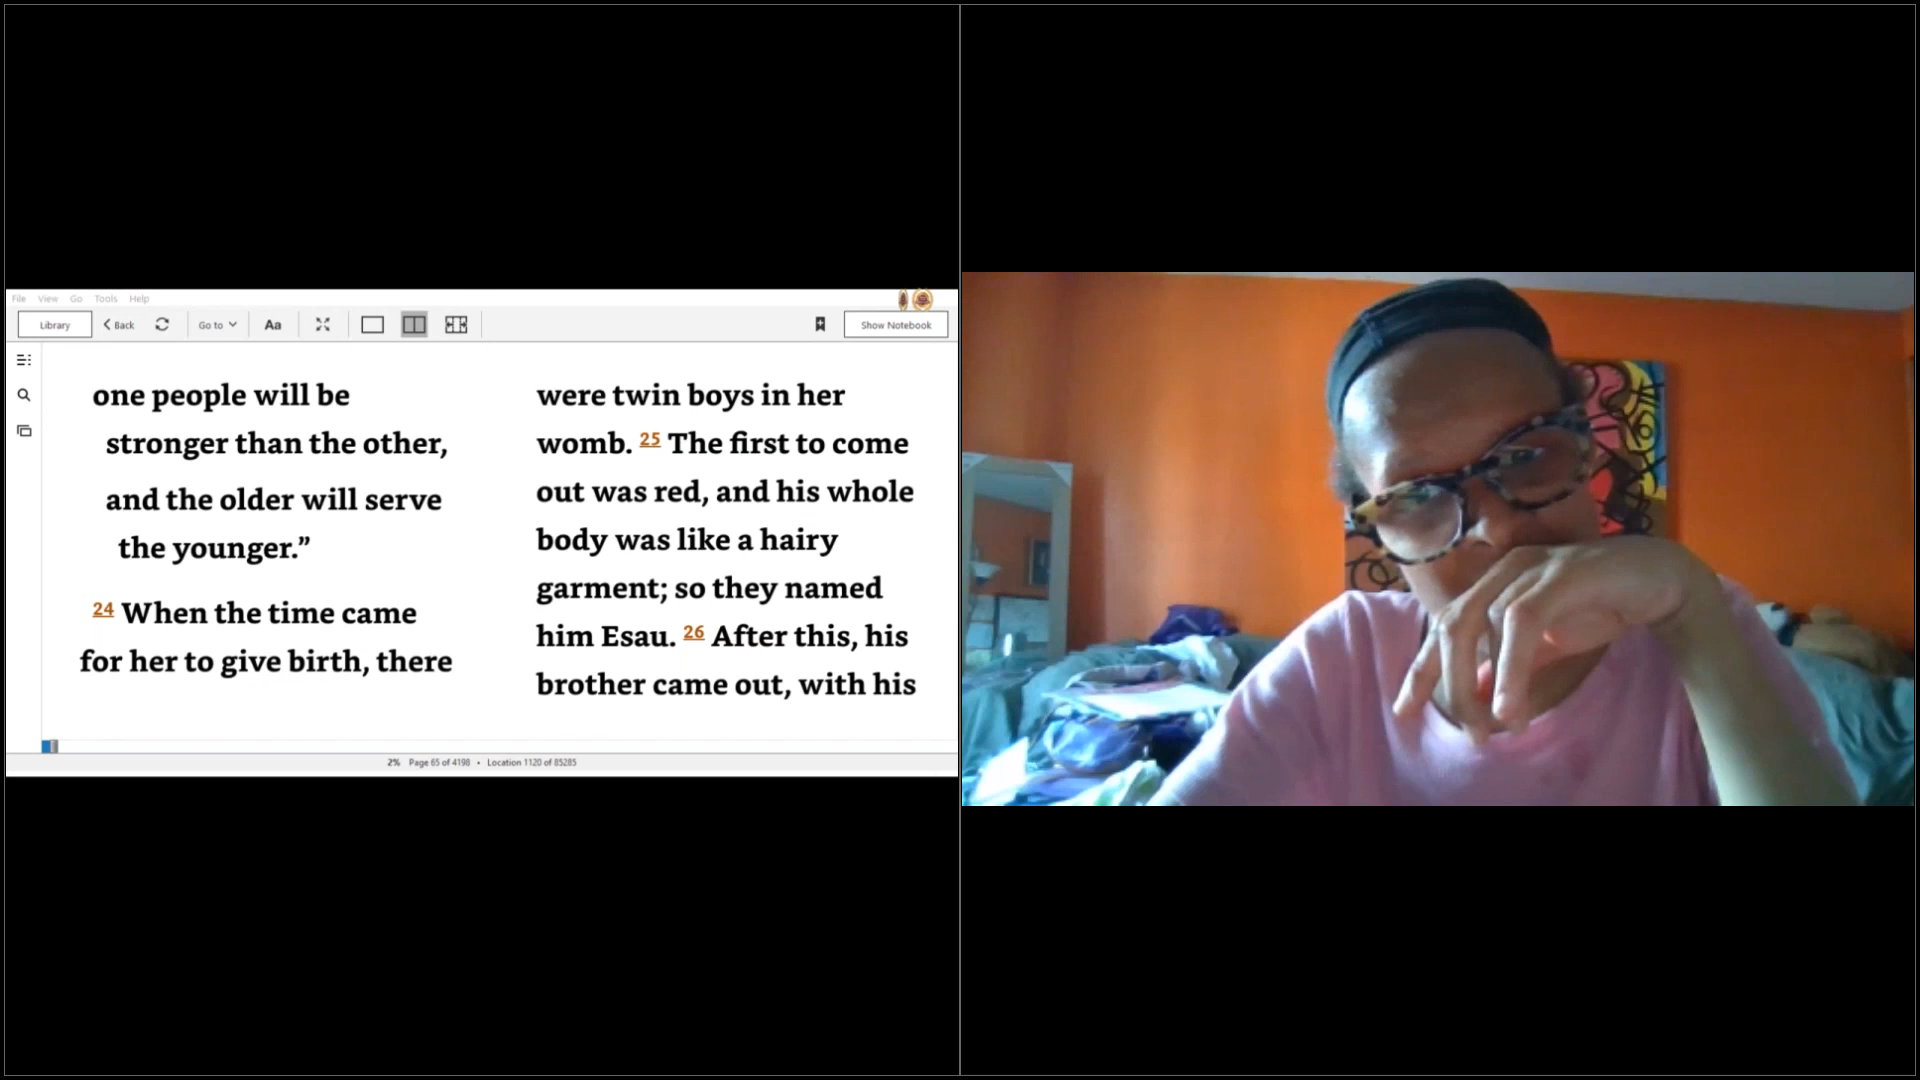 File View Go Tools Help
Library Back Go to Aa Show Notebook
one people will be
stronger than the other,
and the older will serve
the younger.”
24 When the time came
for her to give birth, there
were twin boys in her
womb. 25 The first to come
out was red, and his whole
body was like a hairy
garment; so they named
him Esau. 26 After this, his
brother came out, with his
2% Page 65 of 4198 • Location 1120 of 85285